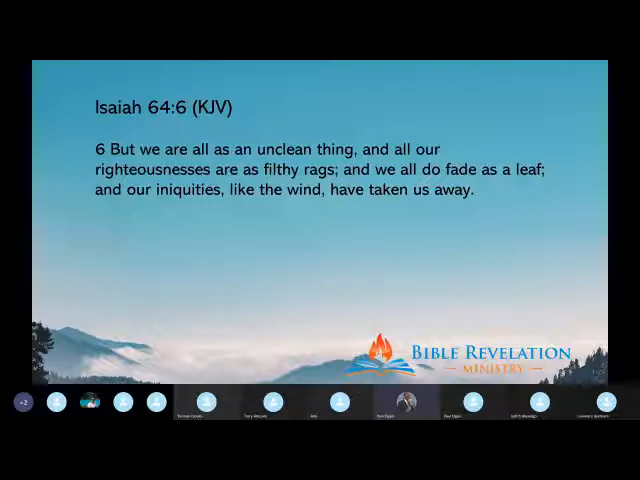 Isaiah 64:6 (KJV)
6 But we are all as an unclean thing, and all our
righteousnesses are as filthy rags; and we all do fade as a leaf;
and our iniquities, like the wind, have taken us away.
BIBLE REVELATION
MINISTRY
+2